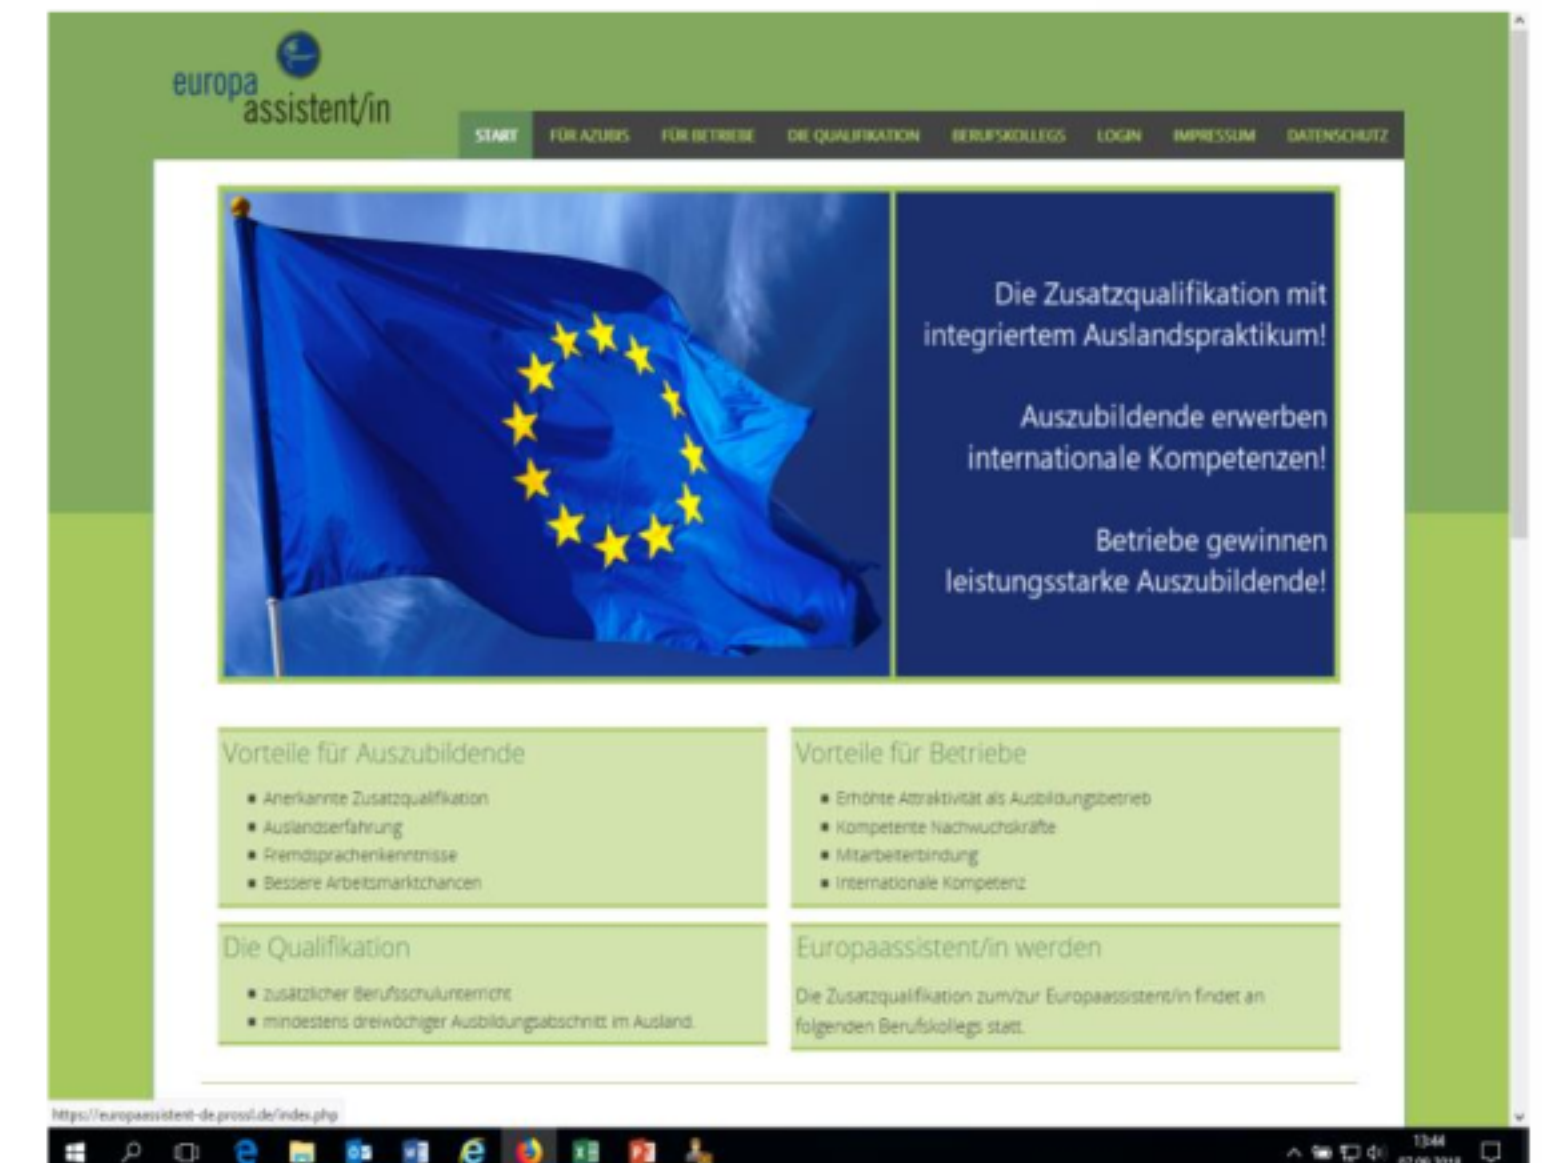 europa
assistent/in
START FÜR AZUBIS FÜR BETRIEBE DIE QUALIFIKATION BERUFSKOLLEGS LOGIN IMPRESSUM DATENSCHUTZ
Die Zusatzqualifikation mit
integriertem Auslandspraktikum!
Auszubildende erwerben
internationale Kompetenzen!
Betriebe gewinnen
leistungsstarke Auszubildende!
Vorteile für Auszubildende
Anerkannte Zusatzqualifikation
Auslandserfahrung
Fremdsprachenkenntnisse
Bessere Arbeitsmarktchancen
Vorteile für Betriebe
Erhöhte Attraktivität als Ausbildungsbetrieb
Kompetente Nachwuchskräfte
Mitarbeiterbindung
Internationale Kompetenz
Die Qualifikation
zusätzlicher Berufsschulunterricht
mindestens dreiwöchiger Ausbildungsabschnitt im Ausland.
Europaassistent/in werden
Die Zusatzqualifikation zum/zur Europaassistent/in findet an
folgenden Berufskollegs statt.
https://europaassistent-de.prossl.de/index.php
13:44